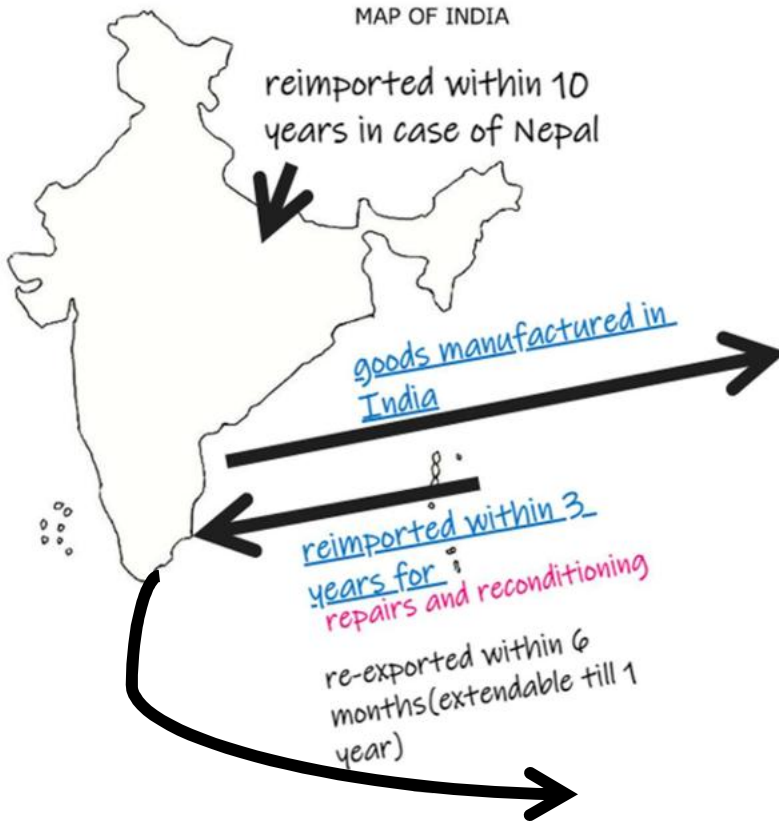 MAP OF INDIA
reimported within 10
years in case of Nepal
goods manufactured in
India
reimported within 3
years for
repairs and reconditioning
re-exported within 6
months(extendable till 1
year)